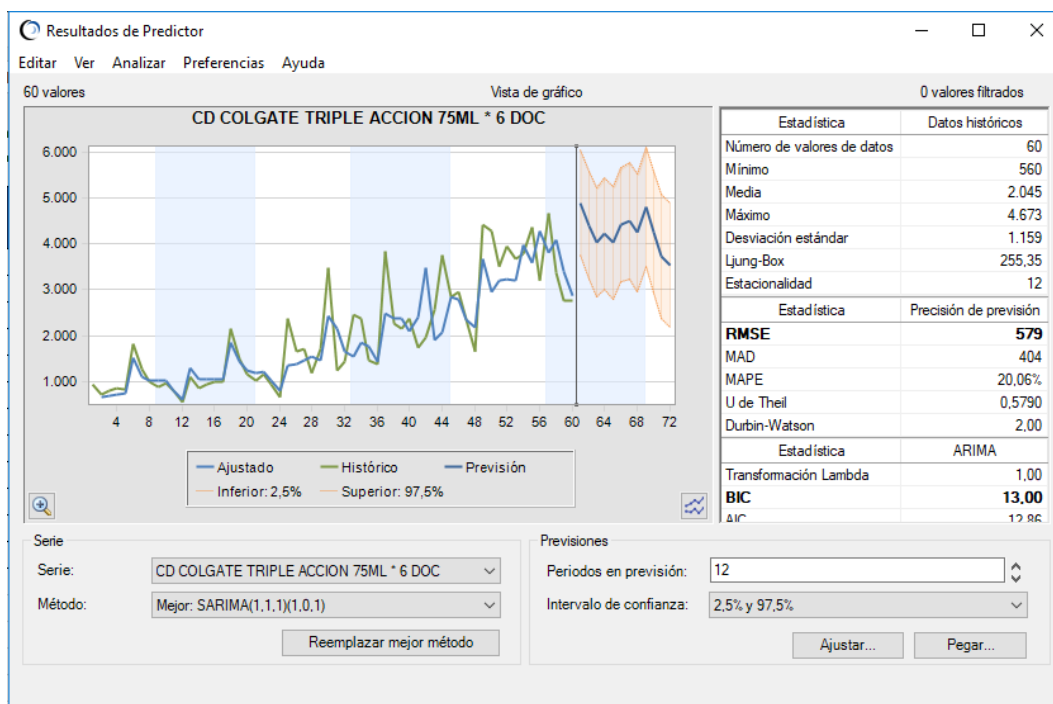 Resultados de Predictor
Editar Ver Analizar Preferencias Ayuda
60 valores Vista de gráfico 0 valores filtrados
CD COLGATE TRIPLE ACCION 75ML * 6 DOC
6.000
5.000
4.000
3.000
2.000
1.000
4 8 12 16 20 24 28 32 36 40 44 48 52 56 60 64 68 72
Ajustado Histórico Previsión
Inferior: 2,5% Superior: 97,5%
Estadística Datos históricos
Número de valores de datos 60
Mínimo 560
Media 2.045
Máximo 4.673
Desviación estándar 1.159
Ljung-Box 255,35
Estacionalidad 12
Estadística Precisión de previsión
RMSE 579
MAD 404
MAPE 20,06%
U de Theil 0,5790
Durbin-Watson 2,00
Estadística ARIMA
Transformación Lambda 1,00
BIC 13,00
AIC 12,86
Serie
Serie: CD COLGATE TRIPLE ACCION 75ML * 6 DOC
Método: Mejor: SARIMA(1,1,1)(1,0,1)
Reemplazar mejor método
Previsiones
Periodos en previsión: 12
Intervalo de confianza: 2,5% y 97,5%
Ajustar... Pegar...